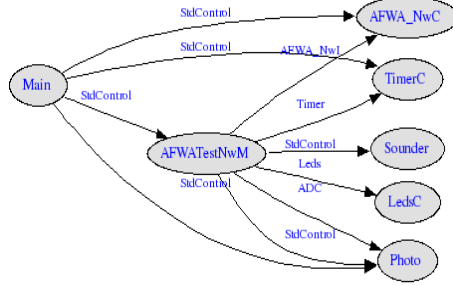 StdControl
AFWA_NwC
StdControl
AFWA_NwI
Main
TimerC
StdControl
Timer
AFWATestNwM
StdControl
Sounder
Leds
StdControl
ADC
LedsC
StdControl
Photo